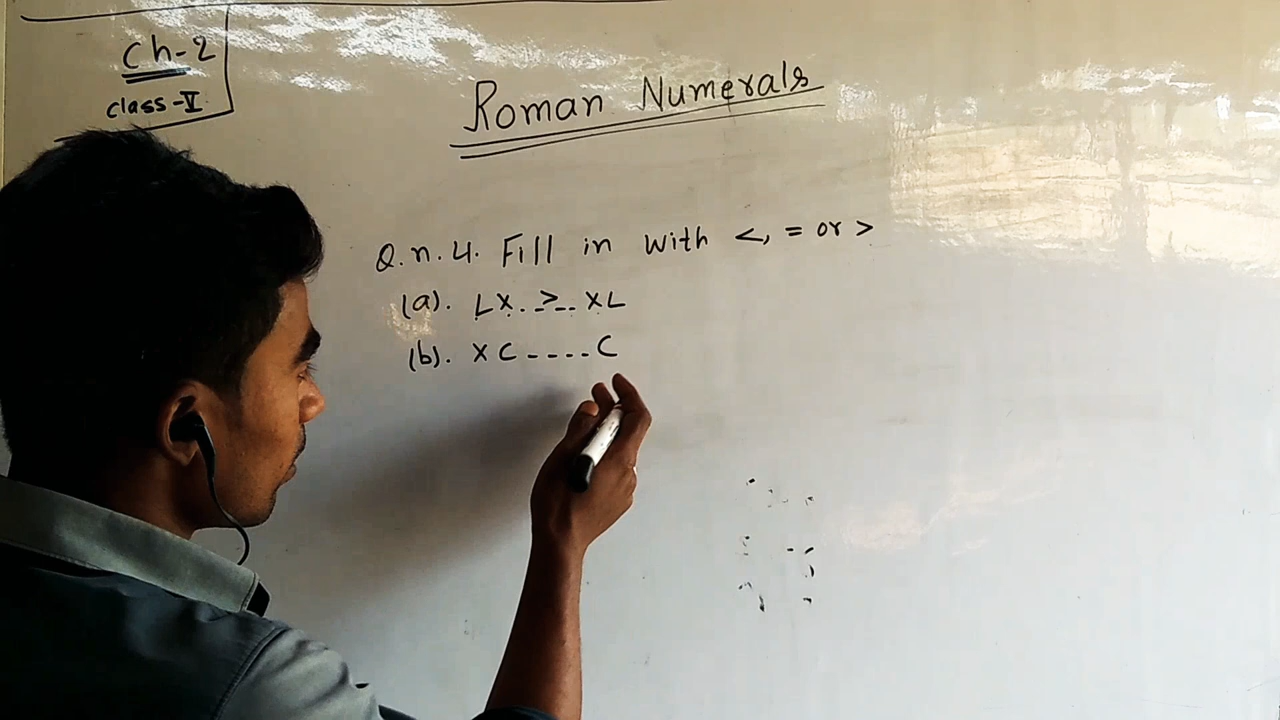 Ch-2
class-V
Roman Numerals
Q.n.4. Fill in with <, = or >
(a). LX..>-..XL
(b). XC----C